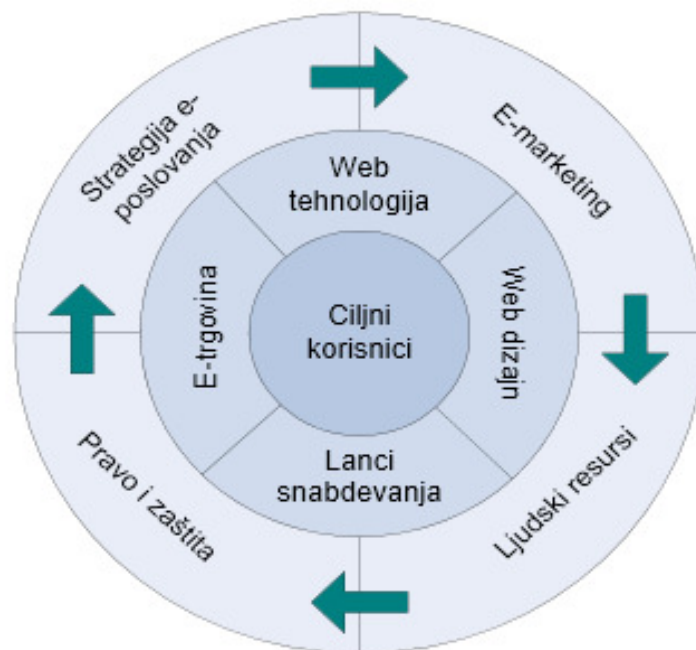 Strategija e-
poslovanja
E-marketing
Web
tehnologija
E-trgovina
Ciljni
korisnici
Web dizajn
Lanci
snabdevanja
Pravo i zaštita
Ljudski resursi